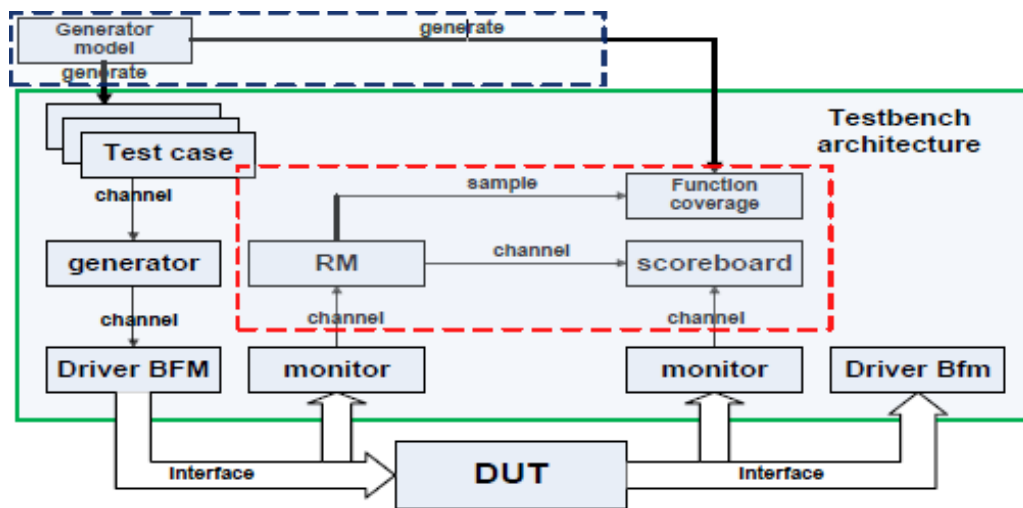 Generator
model
generate
generate
Testbench
architecture
Test case
channel
sample
Function
coverage
generator
RM
channel
scoreboard
channel
channel
channel
Driver BFM
monitor
monitor
Driver Bfm
Interface
DUT
Interface